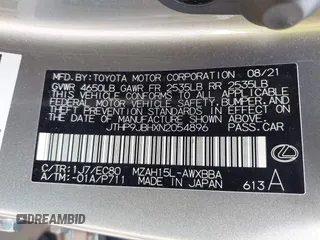 MFD.BY:TOYOTA MOTOR CORPORATION 08/21
GVWR 4650LB GAWR FR 2535LB RR 2535LB
THIS VEHICLE CONFORMS TO ALL APPLICABLE
FEDERAL MOTOR VEHICLE SAFETY, BUMPER, AND
THEFT PREVENTION STANDARDS IN EFFECT ON
THE DATE OF MANUFACTURE SHOWN ABOVE.
JTHP9JBHXN2054896 PASS.CAR
C/TR:1J7/EC80 MZAH15L-AWXBBA
A/TM:-01A/P711 MADE IN JAPAN 613 A
DREAMBID